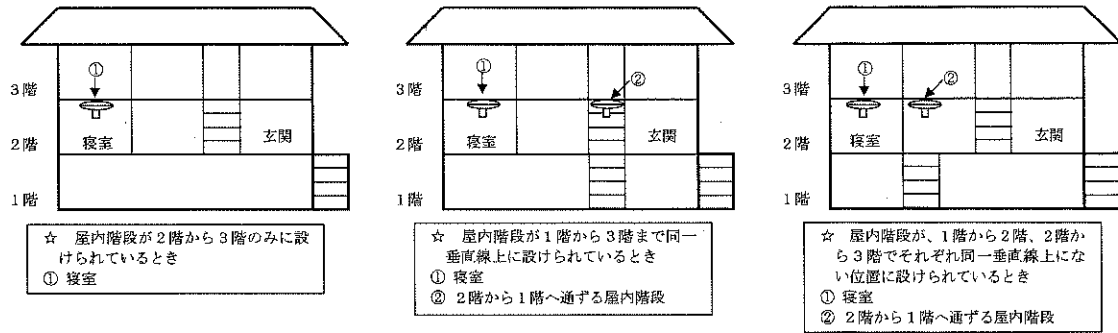 ①
3階
2階
1階
寝室
玄関
☆ 屋内階段が2階から3階のみに設
けられているとき
① 寝室
①
②
3階
2階
1階
寝室
玄関
☆ 屋内階段が1階から3階まで同一
垂直線上に設けられているとき
① 寝室
② 2階から1階へ通ずる屋内階段
①
②
3階
2階
1階
寝室
玄関
☆ 屋内階段が、1階から2階、2階か
ら3階でそれぞれ同一垂直線上にな
い位置に設けられているとき
① 寝室
② 2階から1階へ通ずる屋内階段